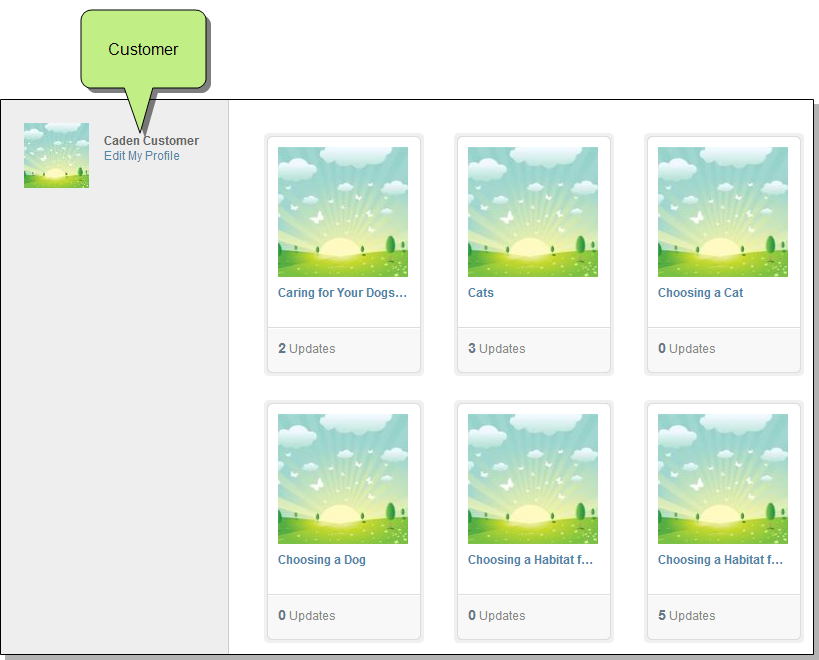 Customer
Caden Customer
Edit My Profile
Caring for Your Dogs...
2 Updates
Cats
3 Updates
Choosing a Cat
0 Updates
Choosing a Dog
0 Updates
Choosing a Habitat f...
0 Updates
Choosing a Habitat f...
5 Updates